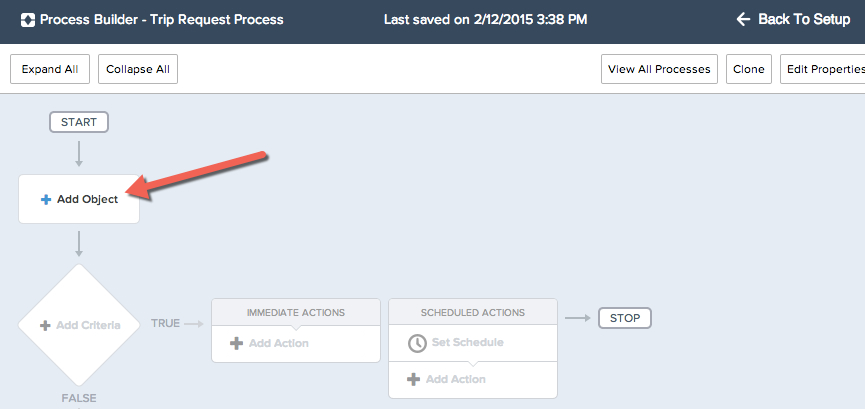 Process Builder - Trip Request Process
Last saved on 2/12/2015 3:38 PM
Back To Setup
Expand All
Collapse All
View All Processes
Clone
Edit Properties
START
Add Object
Add Criteria
TRUE
IMMEDIATE ACTIONS
Add Action
SCHEDULED ACTIONS
Set Schedule
Add Action
STOP
FALSE